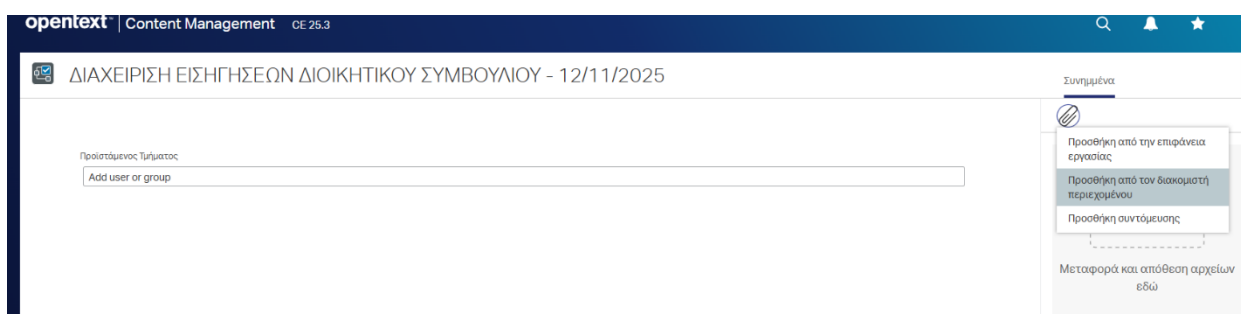 opentext™ | Content Management CE 25.3
ΔΙΑΧΕΙΡΙΣΗ ΕΙΣΗΓΗΣΕΩΝ ΔΙΟΙΚΗΤΙΚΟΥ ΣΥΜΒΟΥΛΙΟΥ - 12/11/2025
Συνημμένα
Προϊστάμενος Τμήματος
Add user or group
Προσθήκη από την επιφάνεια
εργασίας
Προσθήκη από τον διακομιστή
περιεχομένου
Προσθήκη συντόμευσης
Μεταφορά και απόθεση αρχείων
εδώ